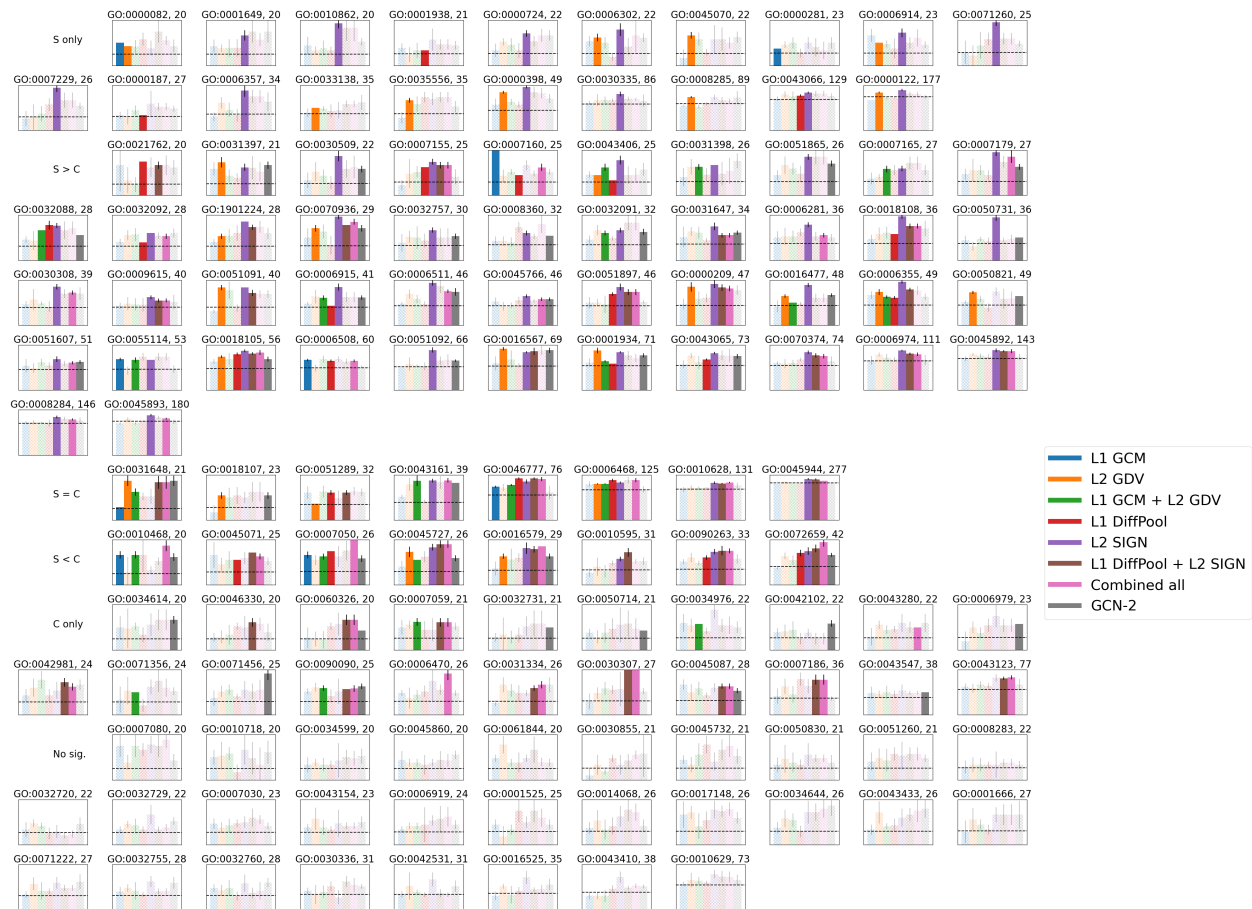 GO:0000082, 20 GO:0001649, 20 GO:0010862, 20 GO:0001938, 21 GO:0000724, 22 GO:0006302, 22 GO:0045070, 22 GO:0000281, 23 GO:0006914, 23 GO:0071260, 25
S only
GO:0007229, 26 GO:0000187, 27 GO:0006357, 34 GO:0033138, 35 GO:0035556, 35 GO:0000398, 49 GO:0030335, 86 GO:0008285, 89 GO:0043066, 129 GO:0000122, 177
GO:0021762, 20 GO:0031397, 21 GO:0030509, 22 GO:0007155, 25 GO:0007160, 25 GO:0043406, 25 GO:0031398, 26 GO:0051865, 26 GO:0007165, 27 GO:0007179, 27
S > C
GO:0032088, 28 GO:0032092, 28 GO:1901224, 28 GO:0070936, 29 GO:0032757, 30 GO:0008360, 32 GO:0032091, 32 GO:0031647, 34 GO:0006281, 36 GO:0018108, 36 GO:0050731, 36
GO:0030308, 39 GO:0009615, 40 GO:0051091, 40 GO:0006915, 41 GO:0006511, 46 GO:0045766, 46 GO:0051897, 46 GO:0000209, 47 GO:0016477, 48 GO:0006355, 49 GO:0050821, 49
GO:0051607, 51 GO:0055114, 53 GO:0018105, 56 GO:0006508, 60 GO:0051092, 66 GO:0016567, 69 GO:0001934, 71 GO:0043065, 73 GO:0070374, 74 GO:0006974, 111 GO:0045892, 143
GO:0008284, 146 GO:0045893, 180
GO:0031648, 21 GO:0018107, 23 GO:0051289, 32 GO:0043161, 39 GO:0046777, 76 GO:0006468, 125 GO:0010628, 131 GO:0045944, 277
S = C
GO:0010468, 20 GO:0045071, 25 GO:0007050, 26 GO:0045727, 26 GO:0016579, 29 GO:0010595, 31 GO:0090263, 33 GO:0072659, 42
S < C
GO:0034614, 20 GO:0046330, 20 GO:0060326, 20 GO:0007059, 21 GO:0032731, 21 GO:0050714, 21 GO:0034976, 22 GO:0042102, 22 GO:0043280, 22 GO:0006979, 23
C only
GO:0042981, 24 GO:0071356, 24 GO:0071456, 25 GO:0090090, 25 GO:0006470, 26 GO:0031334, 26 GO:0030307, 27 GO:0045087, 28 GO:0007186, 36 GO:0043547, 38 GO:0043123, 77
GO:0007080, 20 GO:0010718, 20 GO:0034599, 20 GO:0045860, 20 GO:0061844, 20 GO:0030855, 21 GO:0045732, 21 GO:0050830, 21 GO:0051260, 21 GO:0008283, 22
No sig.
GO:0032720, 22 GO:0032729, 22 GO:0007030, 23 GO:0043154, 23 GO:0006919, 24 GO:0001525, 25 GO:0014068, 26 GO:0017148, 26 GO:0034644, 26 GO:0043433, 26 GO:0001666, 27
GO:0071222, 27 GO:0032755, 28 GO:0032760, 28 GO:0030336, 31 GO:0042531, 31 GO:0016525, 35 GO:0043410, 38 GO:0010629, 73
L1 GCM
L2 GDV
L1 GCM + L2 GDV
L1 DiffPool
L2 SIGN
L1 DiffPool + L2 SIGN
Combined all
GCN-2